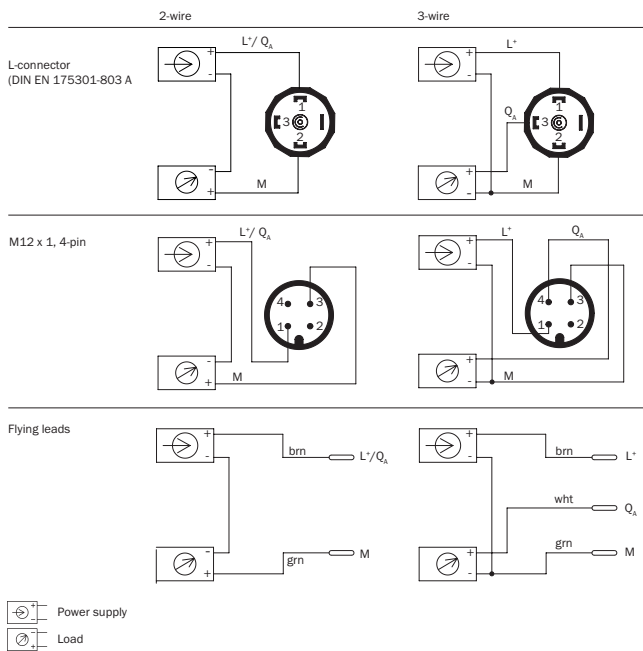 2-wire 3-wire
L-connector
(DIN EN 175301-803 A
L⁺/ Q_A
+
-
1
3
2
-
+
M
L⁺
+
-
1
Q_A
3
2
+
-
M
M12 x 1, 4-pin
L⁺/ Q_A
+
-
4 3
1 2
-
+
M
L⁺ Q_A
+
-
4 3
1 2
+
-
M
Flying leads
+
-
brn L⁺/Q_A
-
+
grn M
+
-
brn L⁺
wht Q_A
+
-
grn M
+
-
Power supply
-
+
Load